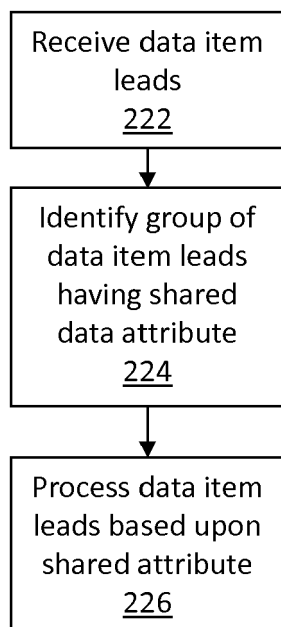 Receive data item
leads
222
Identify group of
data item leads
having shared
data attribute
224
Process data item
leads based upon
shared attribute
226